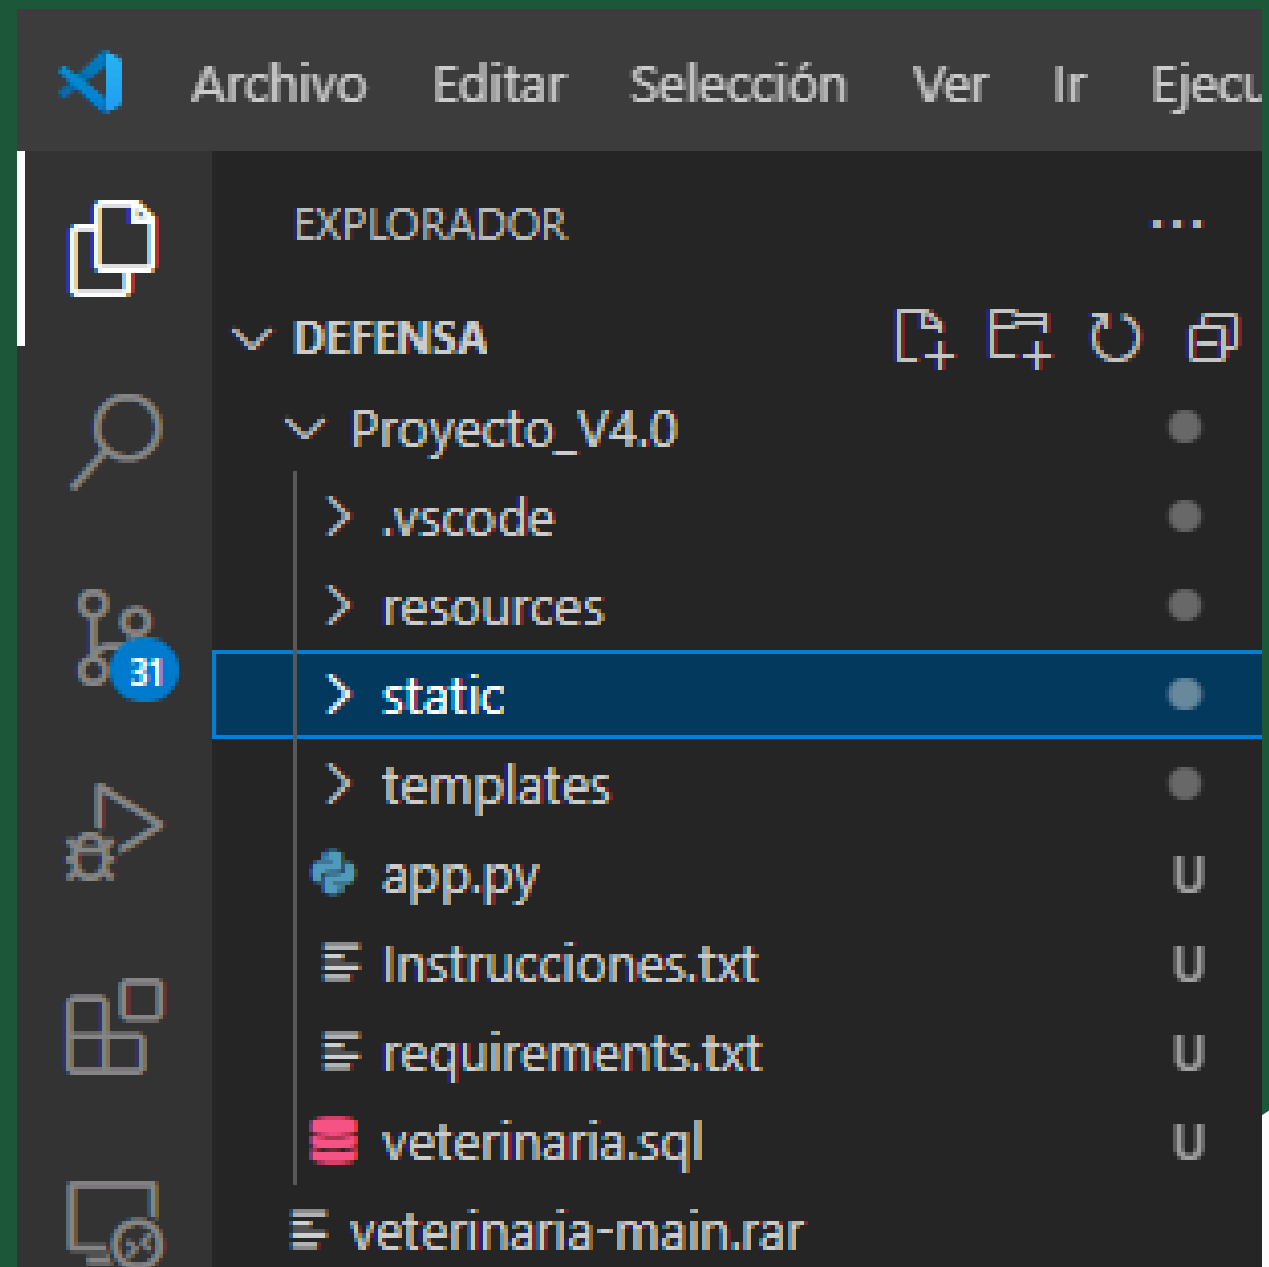 Archivo Editar Selección Ver Ir Ejecu
EXPLORADOR
DEFENSA
Proyecto_V4.0
.vscode
resources
31
static
templates
app.py U
Instrucciones.txt U
requirements.txt U
veterinaria.sql U
veterinaria-main.rar